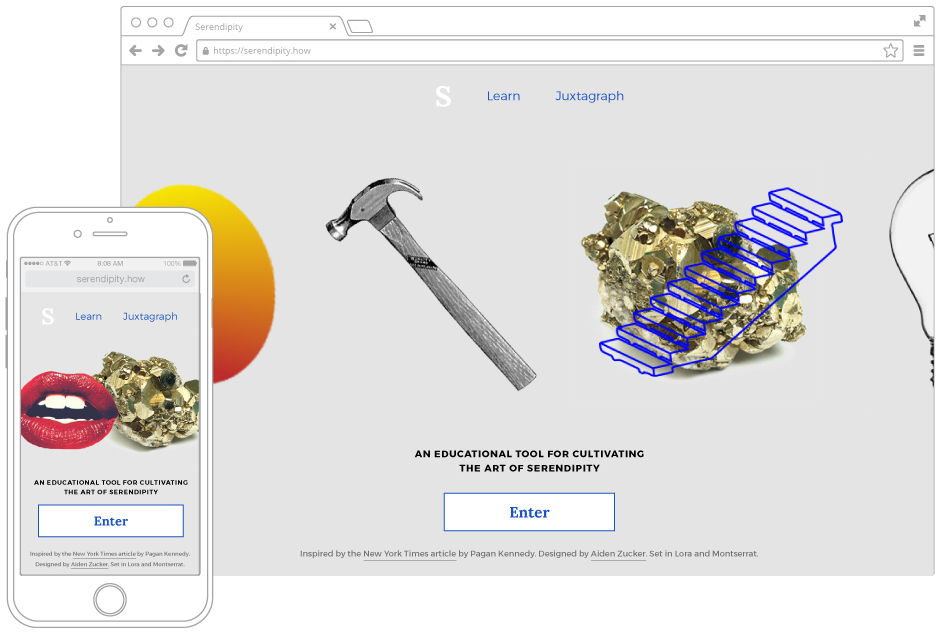 Serendipity
https://serendipity.how
S Learn Juxtagraph
AN EDUCATIONAL TOOL FOR CULTIVATING
THE ART OF SERENDIPITY
Enter
Inspired by the New York Times article by Pagan Kennedy. Designed by Aiden Zucker. Set in Lora and Montserrat.
AT&T 8:08 AM 100%
serendipity.how
S Learn Juxtagraph
AN EDUCATIONAL TOOL FOR CULTIVATING
THE ART OF SERENDIPITY
Enter
Inspired by the New York Times article by Pagan Kennedy.
Designed by Aiden Zucker. Set in Lora and Montserrat.